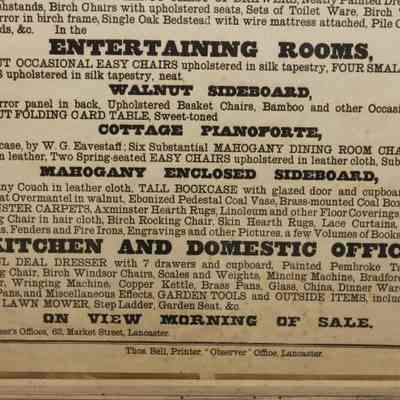 hstands, Birch Chairs with upholstered seats, Sets of Toilet Ware, Birch
rror in birch frame, Single Oak Bedstead with wire mattress attached, Pile C
ds, &c. In the
ENTERTAINING ROOMS,
UT OCCASIONAL EASY CHAIRS upholstered in silk tapestry, FOUR SMAL
S upholstered in silk tapestry, neat
WALNUT SIDEBOARD,
rror panel in back, Upholstered Basket Chairs, Bamboo and other Occasi
UT FOLDING CARD TABLE, Sweet-toned
COTTAGE PIANOFORTE,
case, by W. G. Eavestaff; Six Substantial MAHOGANY DINING ROOM CHA
n leather, Two Spring-seated EASY CHAIRS upholstered in leather cloth, Sub
MAHOGANY ENCLOSED SIDEBOARD,
ny Couch in leather cloth, TALL BOOKCASE with glazed door and cupboar
at Overmantel in walnut, Ebonized Pedestal Coal Vase, Brass-mounted Coal Box
STER CARPETS, Axminster Hearth Rugs, Linoleum and other Floor Coverings
g Chair in hair cloth, Birch Rocking Chair, Skin Hearth Rugs, Lace Curtains,
s, Fenders and Fire Irons, Engravings and other Pictures, a few Volumes of Books
KITCHEN AND DOMESTIC OFFIC
UL DEAL DRESSER with 7 drawers and cupboard, Painted Pembroke T
g Chair, Birch Windsor Chairs, Scales and Weights, Mincing Machine, Bradfo
r, Wringing Machine, Copper Kettle, Brass Pans, Glass, China, Dinner Ware
Pans, and Miscellaneous Effects, GARDEN TOOLS and OUTSIDE ITEMS, inclu
LAWN MOWER, Step Ladder, Garden Seat, &c.
ON VIEW MORNING OF SALE.
eer's Offices, 63, Market Street, Lancaster.
Thos. Bell, Printer, "Observer" Office, Lancaster.